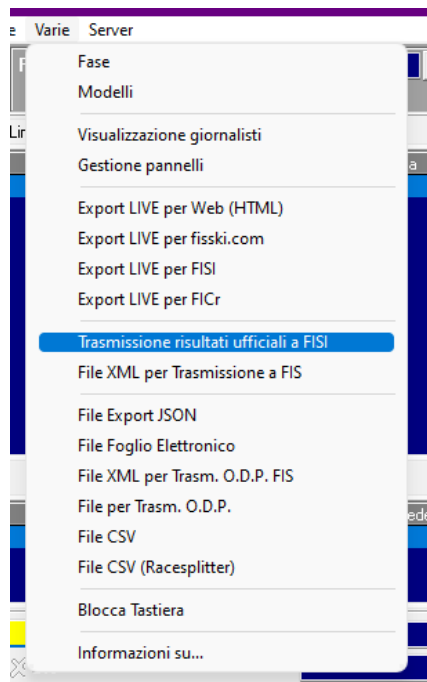 e Varie Server
Fase
Modelli
Lir
Visualizzazione giornalisti
a
Gestione pannelli
Export LIVE per Web (HTML)
Export LIVE per fisski.com
Export LIVE per FISI
Export LIVE per FICr
Trasmissione risultati ufficiali a FISI
File XML per Trasmissione a FIS
File Export JSON
File Foglio Elettronico
File XML per Trasm. O.D.P. FIS
File per Trasm. O.D.P.
ede
File CSV
File CSV (Racesplitter)
Blocca Tastiera
Informazioni su...